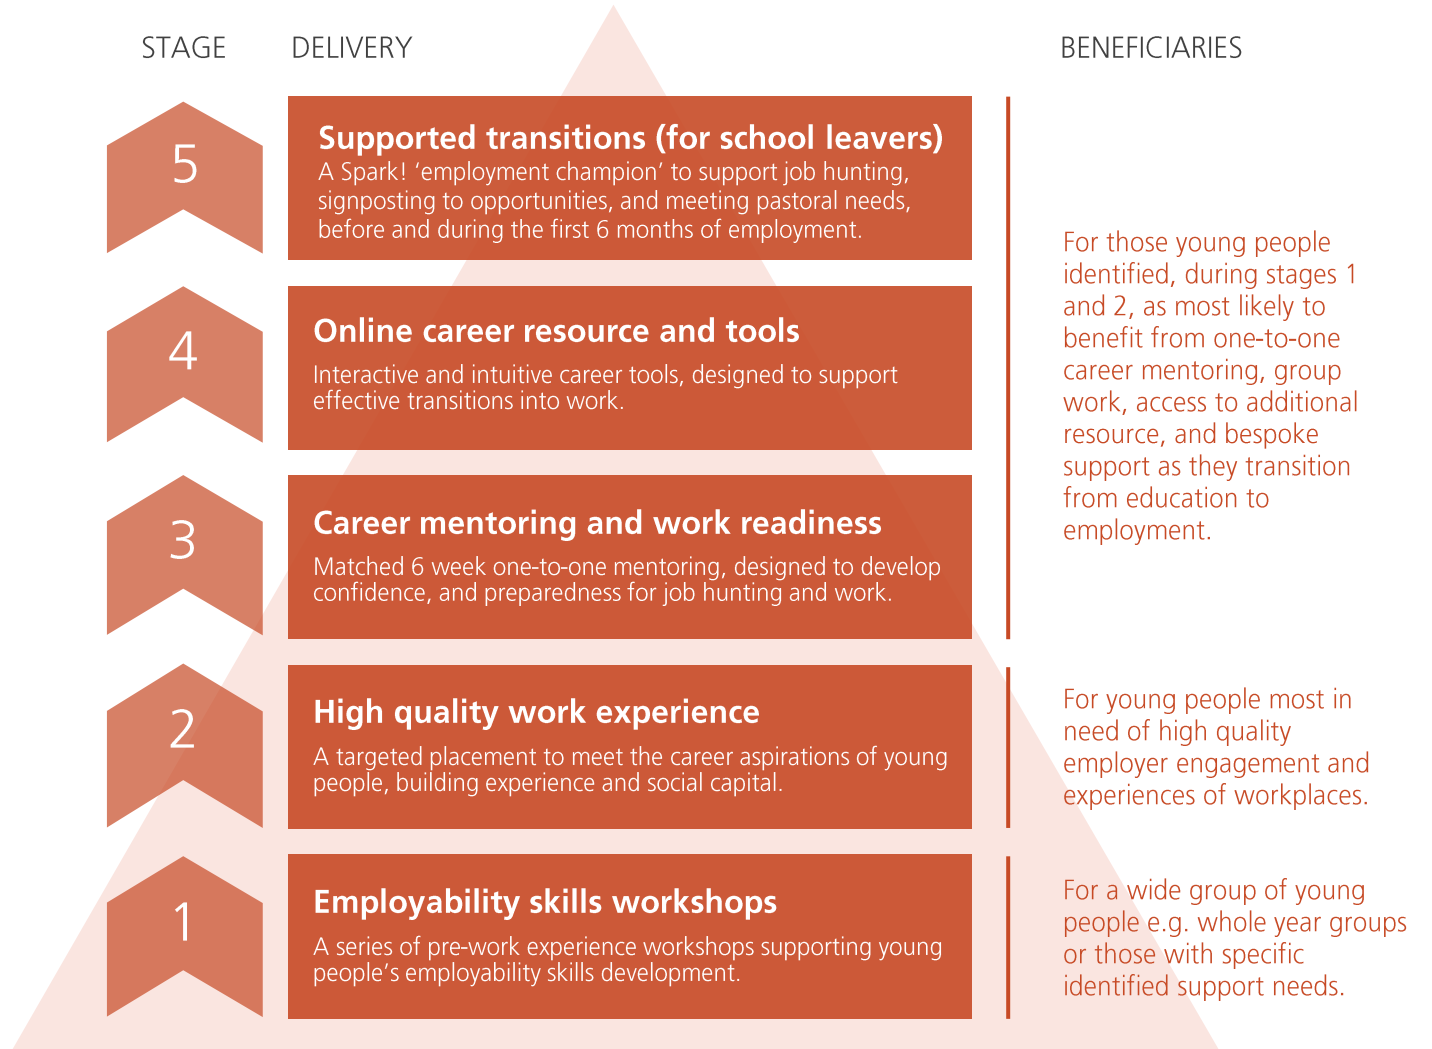 STAGE
DELIVERY
BENEFICIARIES
5
Supported transitions (for school leavers)
A Spark! ‘employment champion’ to support job hunting,
signposting to opportunities, and meeting pastoral needs,
before and during the first 6 months of employment.
4
Online career resource and tools
Interactive and intuitive career tools, designed to support
effective transitions into work.
3
Career mentoring and work readiness
Matched 6 week one-to-one mentoring, designed to develop
confidence, and preparedness for job hunting and work.
For those young people
identified, during stages 1
and 2, as most likely to
benefit from one-to-one
career mentoring, group
work, access to additional
resource, and bespoke
support as they transition
from education to
employment.
2
High quality work experience
A targeted placement to meet the career aspirations of young
people, building experience and social capital.
For young people most in
need of high quality
employer engagement and
experiences of workplaces.
1
Employability skills workshops
A series of pre-work experience workshops supporting young
people’s employability skills development.
For a wide group of young
people e.g. whole year groups
or those with specific
identified support needs.